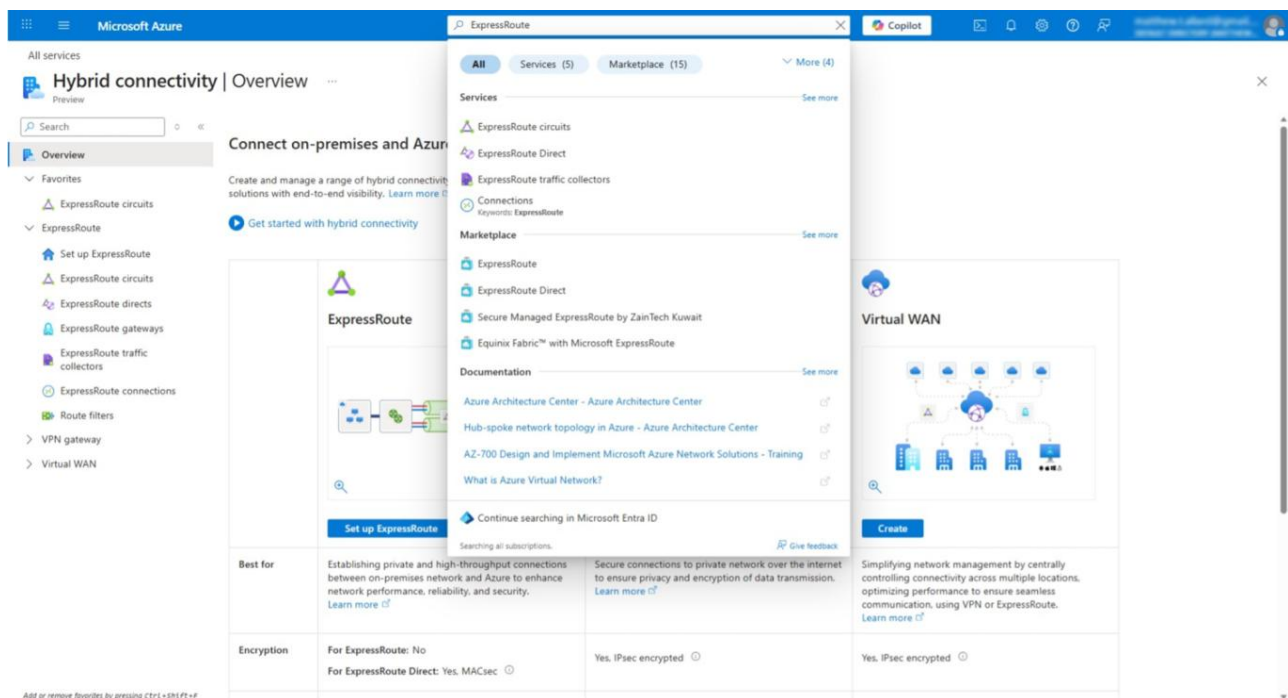 Microsoft Azure
ExpressRoute
Copilot
All services
Hybrid connectivity | Overview
Preview
Search
Overview
Favorites
ExpressRoute circuits
ExpressRoute
Set up ExpressRoute
ExpressRoute circuits
ExpressRoute directs
ExpressRoute gateways
ExpressRoute traffic
collectors
ExpressRoute connections
Route filters
VPN gateway
Virtual WAN
Add or remove favorites by pressing Ctrl+Shift+F
Connect on-premises and Azure
Create and manage a range of hybrid connectivity
solutions with end-to-end visibility. Learn more
Get started with hybrid connectivity
All
Services (5)
Marketplace (15)
More (4)
Services
See more
ExpressRoute circuits
ExpressRoute Direct
ExpressRoute traffic collectors
Connections
Keywords: ExpressRoute
Marketplace
See more
ExpressRoute
ExpressRoute Direct
Secure Managed ExpressRoute by ZainTech Kuwait
Equinix Fabric™ with Microsoft ExpressRoute
Documentation
See more
Azure Architecture Center - Azure Architecture Center
Hub-spoke network topology in Azure - Azure Architecture Center
AZ-700 Design and Implement Microsoft Azure Network Solutions - Training
What is Azure Virtual Network?
Continue searching in Microsoft Entra ID
Searching all subscriptions.
Give feedback
ExpressRoute
Set up ExpressRoute
Virtual WAN
Create
Best for
Establishing private and high-throughput connections
between on-premises network and Azure to enhance
network performance, reliability, and security.
Learn more
Secure connections to private network over the internet
to ensure privacy and encryption of data transmission.
Learn more
Simplifying network management by centrally
controlling connectivity across multiple locations,
optimizing performance to ensure seamless
communication, using VPN or ExpressRoute.
Learn more
Encryption
For ExpressRoute: No
For ExpressRoute Direct: Yes, MACsec
Yes, IPsec encrypted
Yes, IPsec encrypted